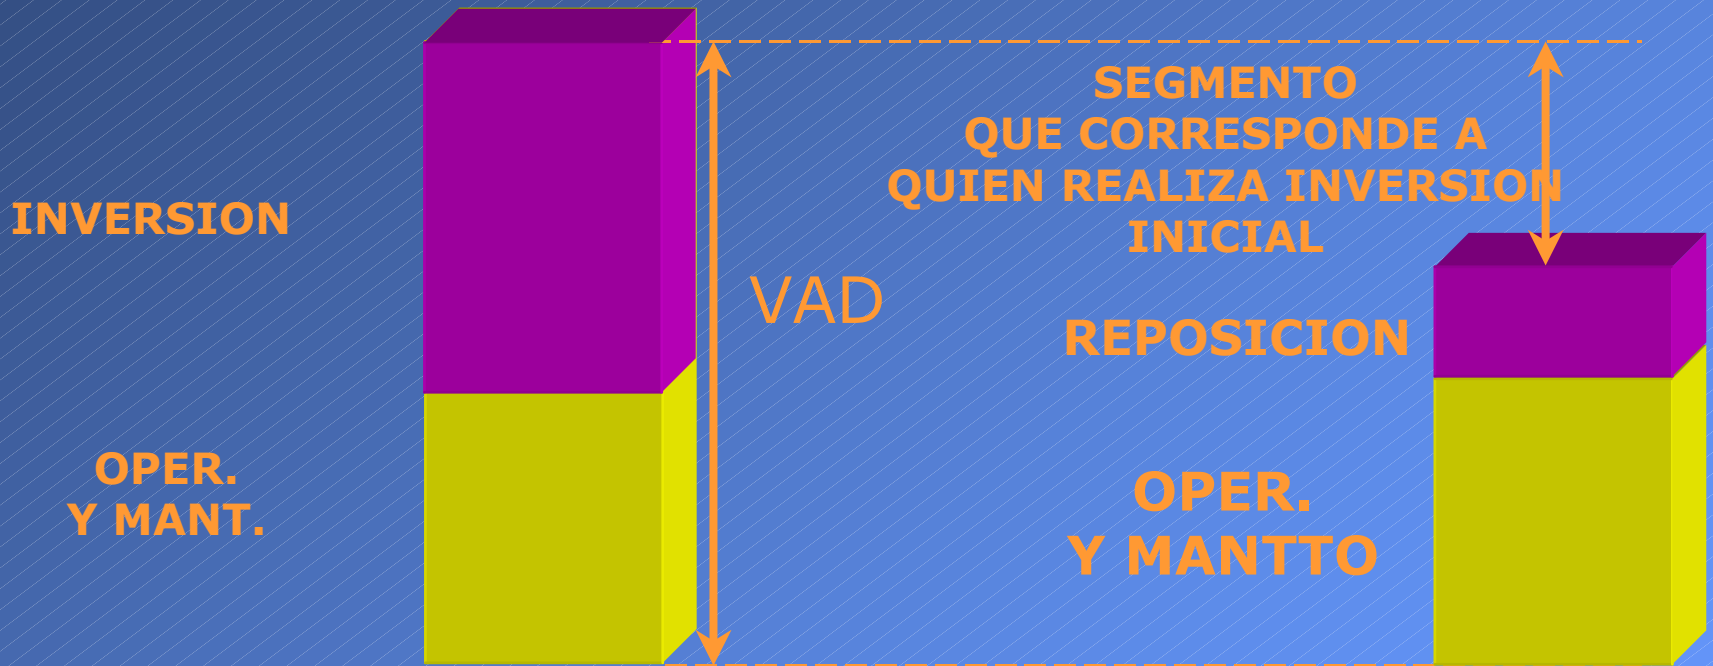 INVERSION
OPER.
Y MANT.
VAD
SEGMENTO
QUE CORRESPONDE A
QUIEN REALIZA INVERSION
INICIAL
REPOSICION
OPER.
Y MANTTO